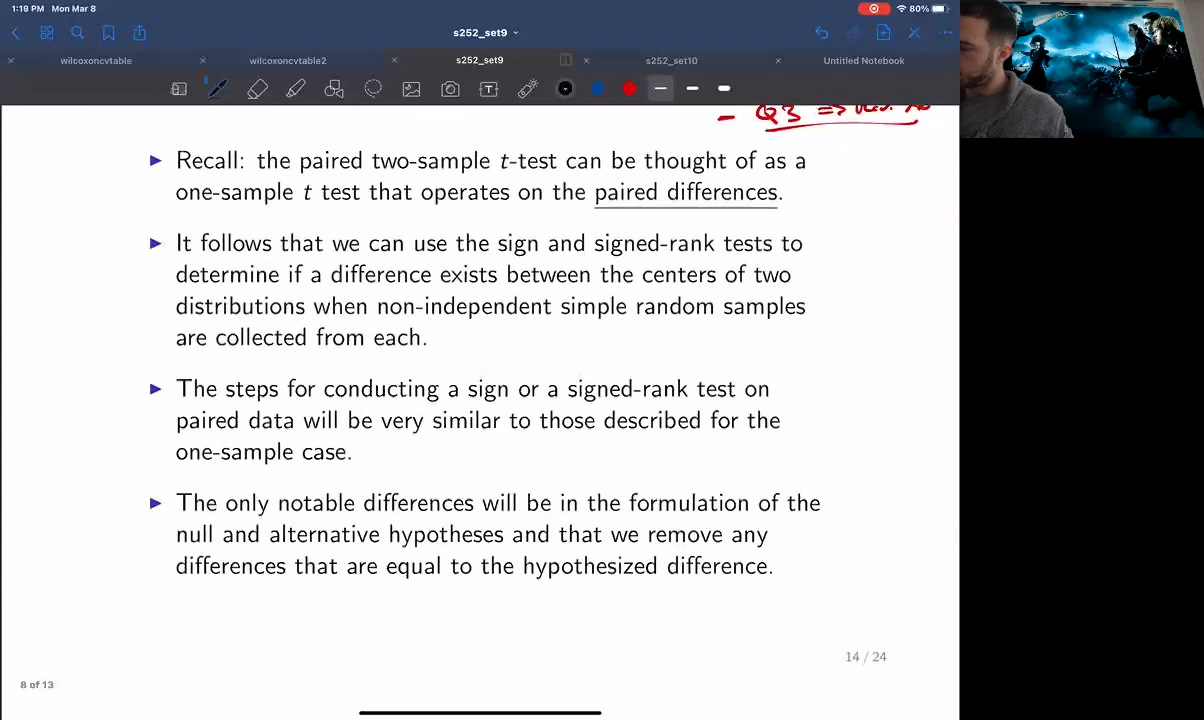 1:18 PM Mon Mar 8
80%
s252_set9
wilcoxoncvtable
wilcoxoncvtable2
s252_set9
s252_set10
Untitled Notebook
- Q3 =>
Recall: the paired two-sample t-test can be thought of as a
one-sample t test that operates on the paired differences.
It follows that we can use the sign and signed-rank tests to
determine if a difference exists between the centers of two
distributions when non-independent simple random samples
are collected from each.
The steps for conducting a sign or a signed-rank test on
paired data will be very similar to those described for the
one-sample case.
The only notable differences will be in the formulation of the
null and alternative hypotheses and that we remove any
differences that are equal to the hypothesized difference.
14 / 24
8 of 13